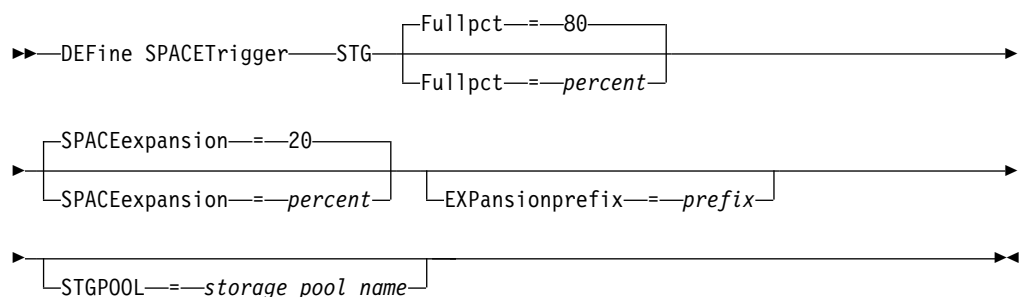 Fullpct = 80
DEFine SPACETrigger STG
Fullpct = percent
SPACEexpansion = 20
SPACEexpansion = percent
EXPansionprefix = prefix
STGPOOL = storage pool name